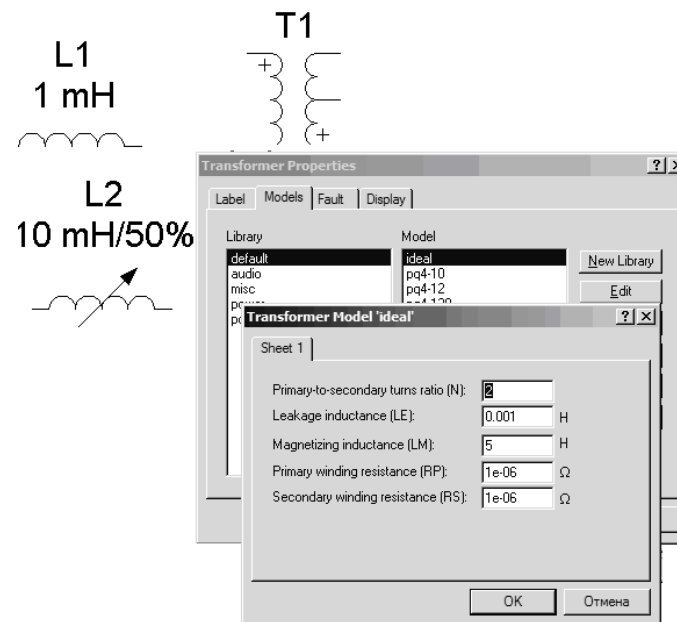 T1
L1
1 mH
L2
10 mH/50%
Transformer Properties
Label Models Fault Display
Library Model
default ideal New Library
audio pq4-10
misc pq4-12 Edit
Transformer Model 'ideal'
Sheet 1
Primary-to-secondary turns ratio (N): 2
Leakage inductance (LE): 0.001 H
Magnetizing inductance (LM): 5 H
Primary winding resistance (RP): 1e-06 Ω
Secondary winding resistance (RS): 1e-06 Ω
OK Отмена